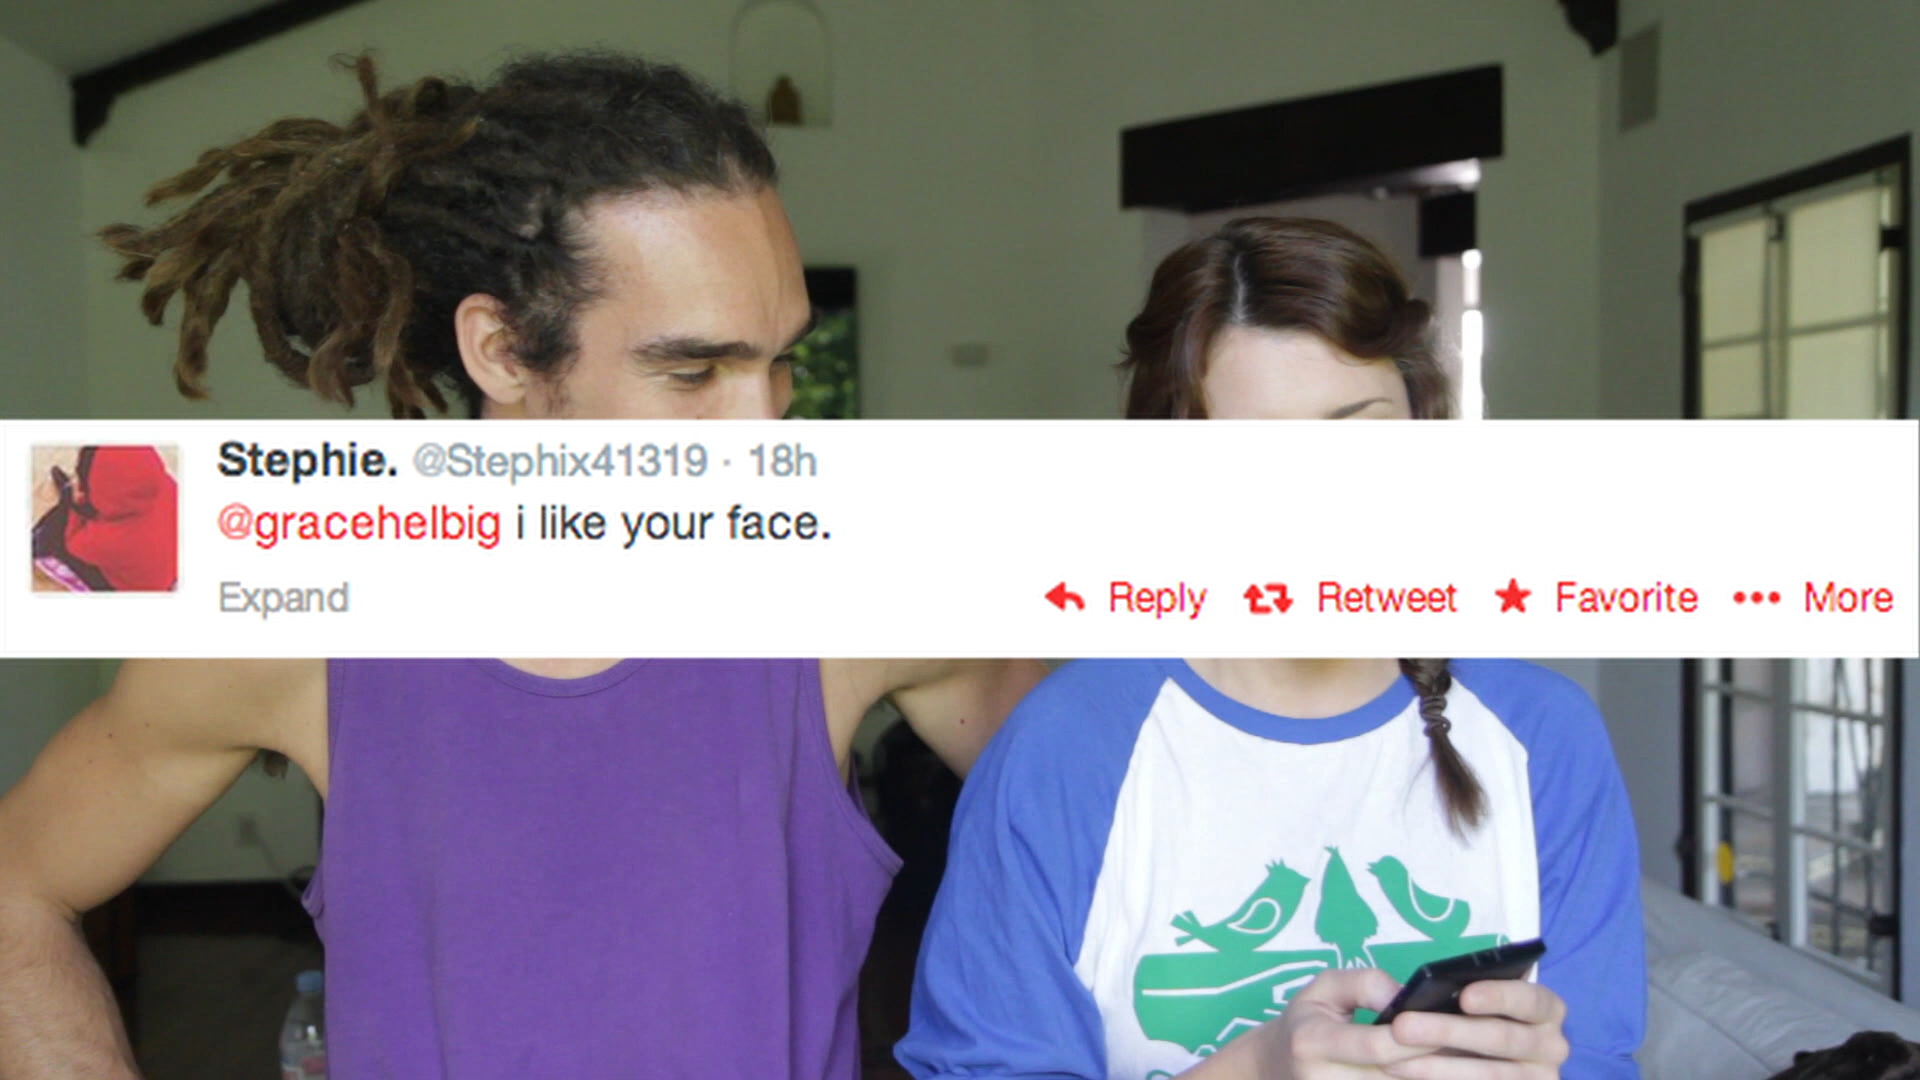 Stephie. @Stephix41319 · 18h
@gracehelbig i like your face.
Expand Reply Retweet Favorite More